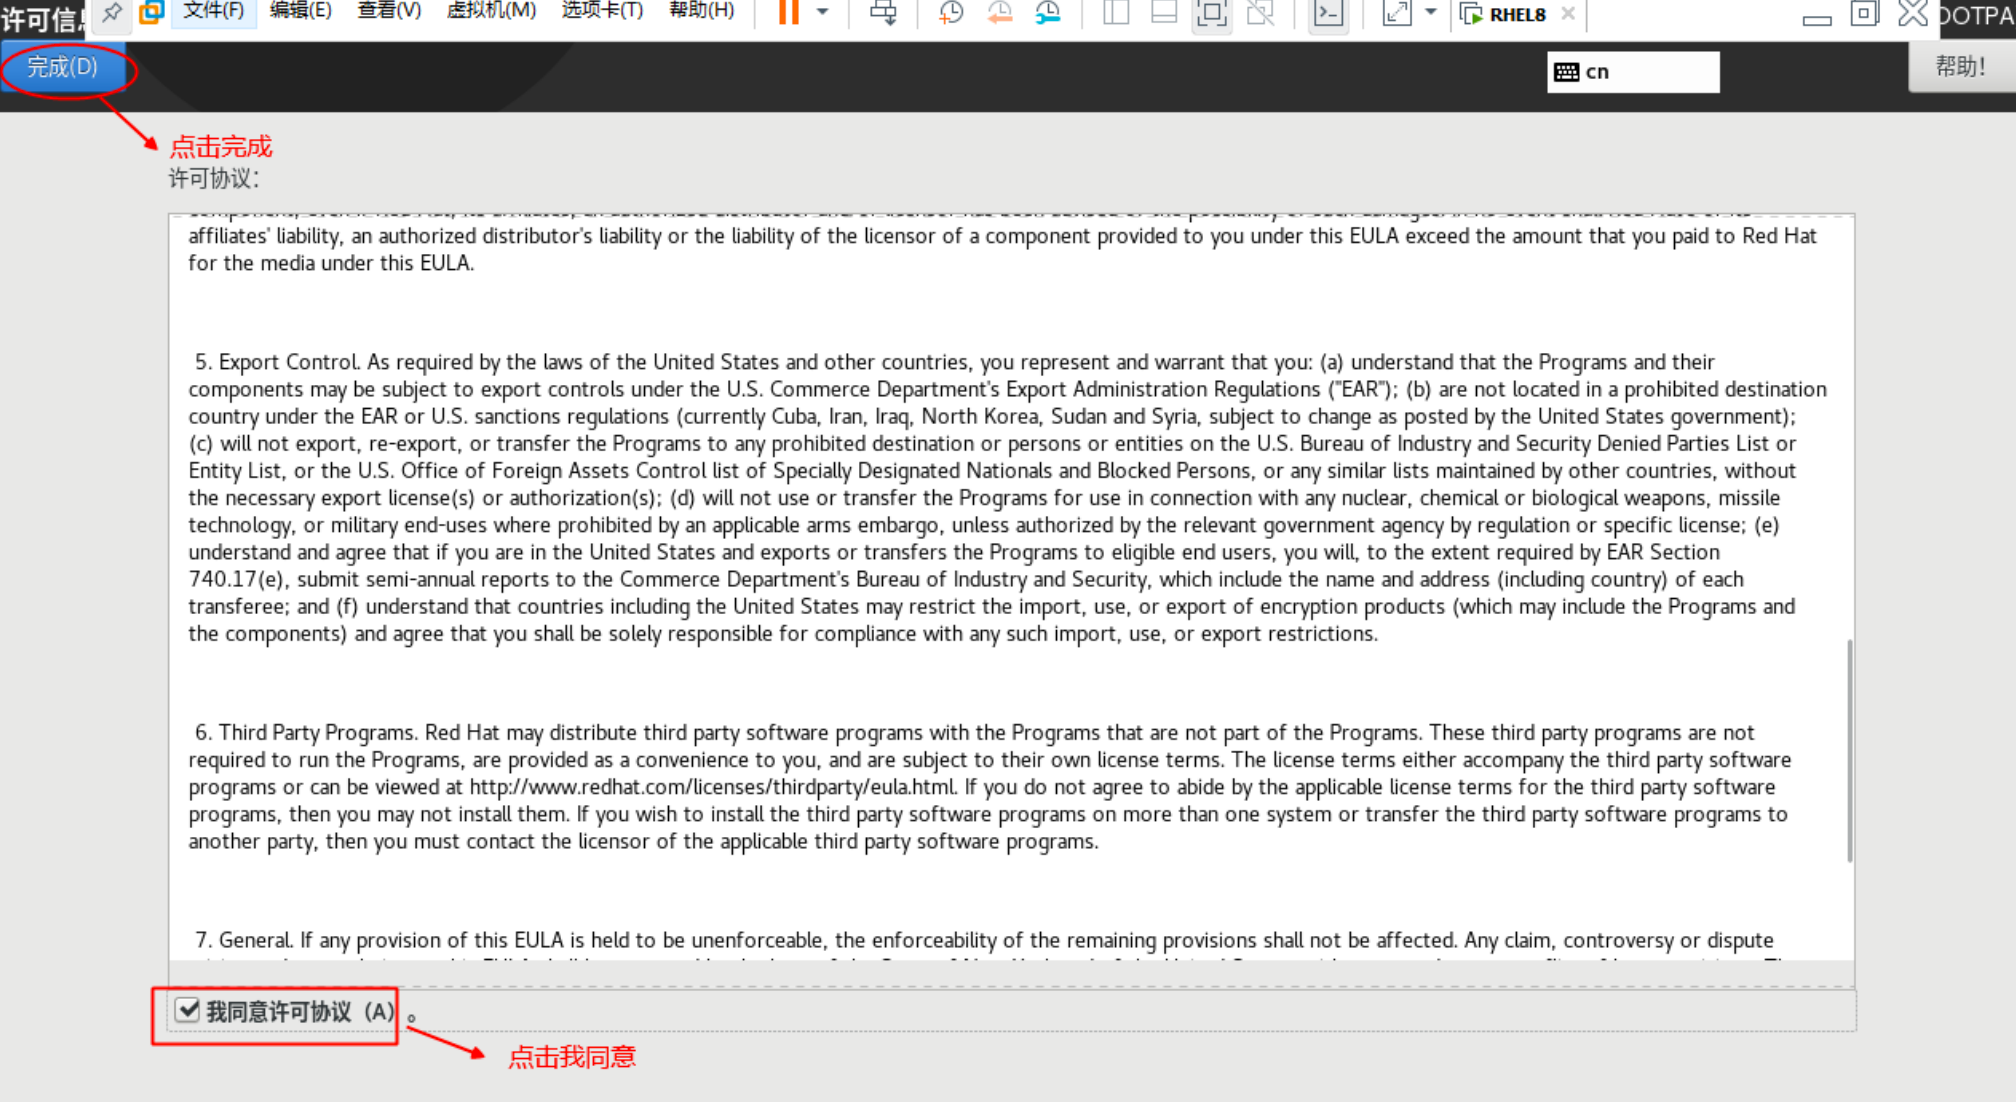 许可信息
文件(F) 编辑(E) 查看(V) 虚拟机(M) 选项卡(T) 帮助(H) RHEL8
OOTPA
完成(D)
cn
帮助!
点击完成
许可协议:
affiliates' liability, an authorized distributor's liability or the liability of the licensor of a component provided to you under this EULA exceed the amount that you paid to Red Hat
for the media under this EULA.
5. Export Control. As required by the laws of the United States and other countries, you represent and warrant that you: (a) understand that the Programs and their
components may be subject to export controls under the U.S. Commerce Department's Export Administration Regulations ("EAR"); (b) are not located in a prohibited destination
country under the EAR or U.S. sanctions regulations (currently Cuba, Iran, Iraq, North Korea, Sudan and Syria, subject to change as posted by the United States government);
(c) will not export, re-export, or transfer the Programs to any prohibited destination or persons or entities on the U.S. Bureau of Industry and Security Denied Parties List or
Entity List, or the U.S. Office of Foreign Assets Control list of Specially Designated Nationals and Blocked Persons, or any similar lists maintained by other countries, without
the necessary export license(s) or authorization(s); (d) will not use or transfer the Programs for use in connection with any nuclear, chemical or biological weapons, missile
technology, or military end-uses where prohibited by an applicable arms embargo, unless authorized by the relevant government agency by regulation or specific license; (e)
understand and agree that if you are in the United States and exports or transfers the Programs to eligible end users, you will, to the extent required by EAR Section
740.17(e), submit semi-annual reports to the Commerce Department's Bureau of Industry and Security, which include the name and address (including country) of each
transferee; and (f) understand that countries including the United States may restrict the import, use, or export of encryption products (which may include the Programs and
the components) and agree that you shall be solely responsible for compliance with any such import, use, or export restrictions.
6. Third Party Programs. Red Hat may distribute third party software programs with the Programs that are not part of the Programs. These third party programs are not
required to run the Programs, are provided as a convenience to you, and are subject to their own license terms. The license terms either accompany the third party software
programs or can be viewed at http://www.redhat.com/licenses/thirdparty/eula.html. If you do not agree to abide by the applicable license terms for the third party software
programs, then you may not install them. If you wish to install the third party software programs on more than one system or transfer the third party software programs to
another party, then you must contact the licensor of the applicable third party software programs.
7. General. If any provision of this EULA is held to be unenforceable, the enforceability of the remaining provisions shall not be affected. Any claim, controversy or dispute
我同意许可协议（A）。
点击我同意